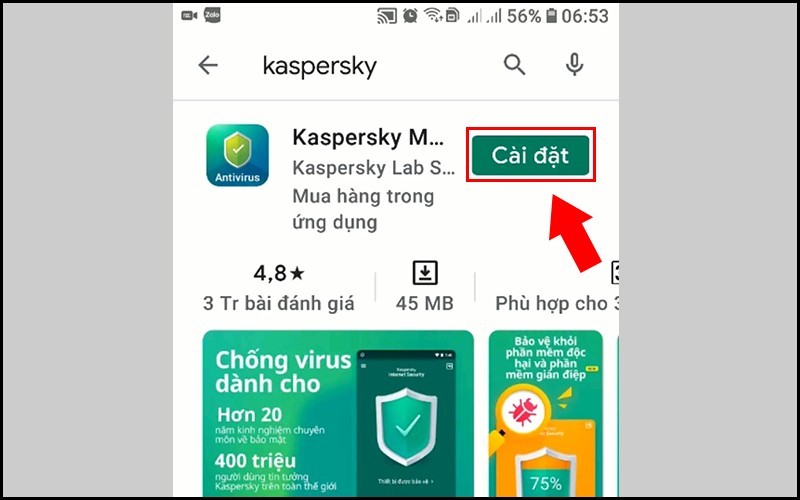 Zalo
56% 06:53
kaspersky
Antivirus
Kaspersky M...
Kaspersky Lab S...
Mua hàng trong
ứng dụng
Cài đặt
4,8★
3 Tr bài đánh giá
45 MB
Phù hợp cho
Chống virus
dành cho
Hơn 20
năm kinh nghiệm chuyên
môn về bảo mật
400 triệu
người dùng tin tưởng
Kaspersky trên toàn thế giới
Kaspersky
Internet Security
Thiết bị được bảo vệ >
Bảo vệ khỏi
phần mềm độc
hại và phần
mềm gián điệp
75%